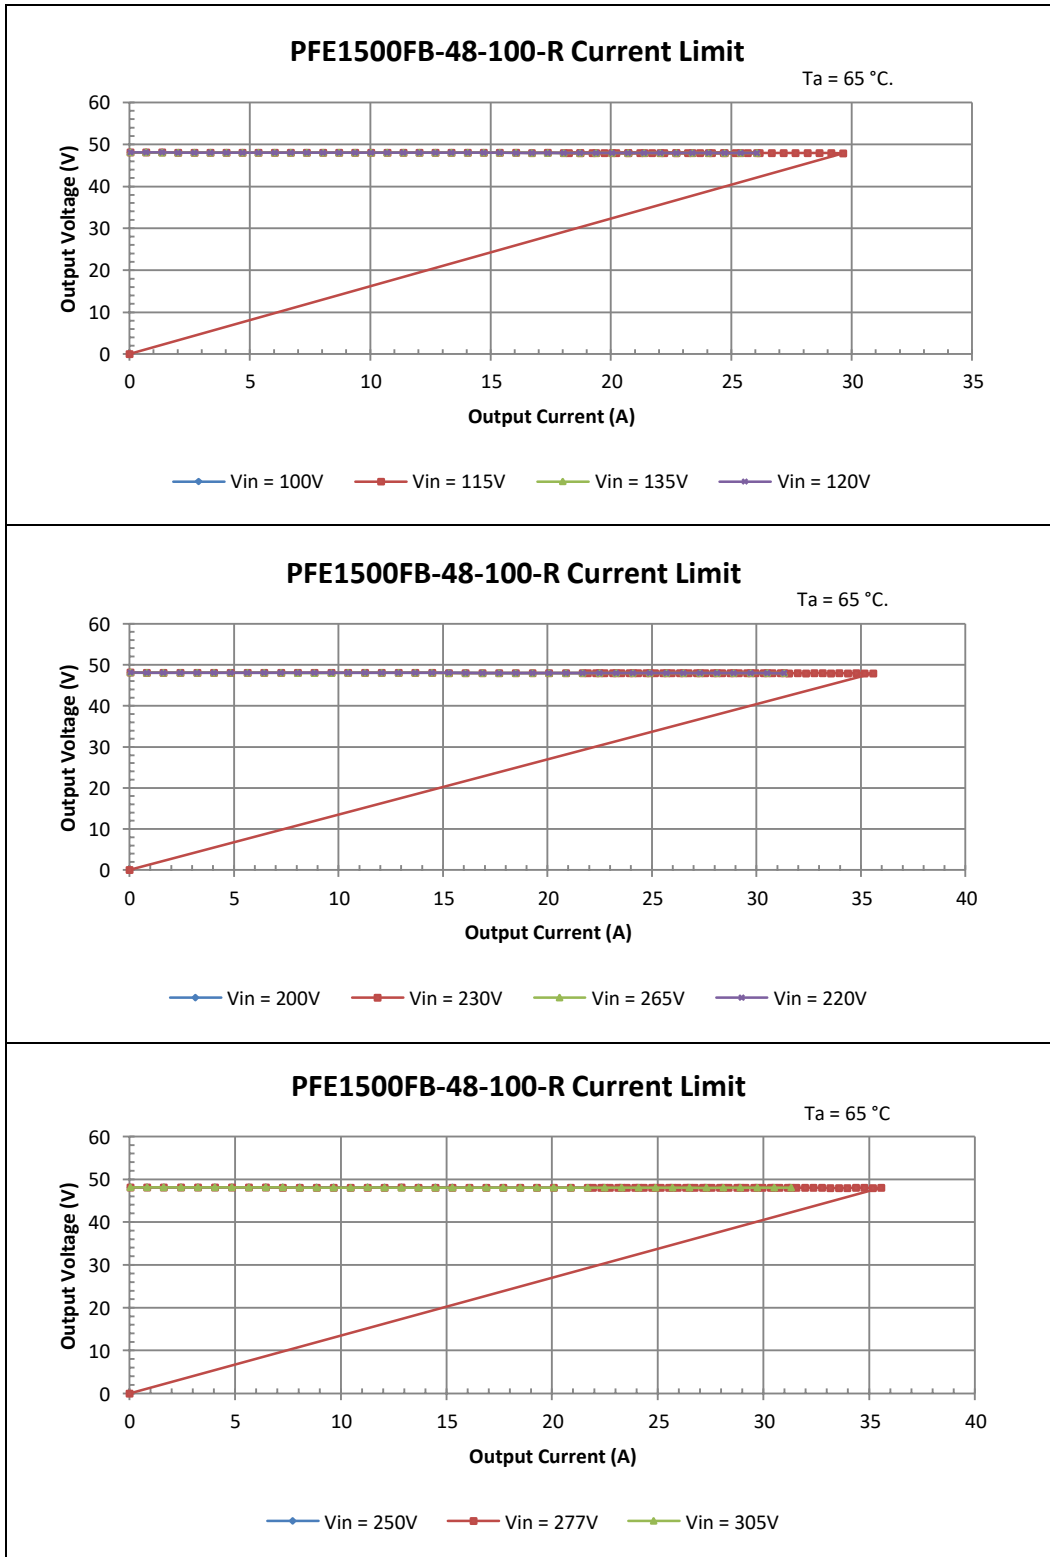 PFE1500FB-48-100-R Current Limit
Ta = 65 °C.
60
50
40
30
20
10
0
Output Voltage (V)
0 5 10 15 20 25 30 35
Output Current (A)
Vin = 100V Vin = 115V Vin = 135V Vin = 120V
PFE1500FB-48-100-R Current Limit
Ta = 65 °C.
60
50
40
30
20
10
0
Output Voltage (V)
0 5 10 15 20 25 30 35 40
Output Current (A)
Vin = 200V Vin = 230V Vin = 265V Vin = 220V
PFE1500FB-48-100-R Current Limit
Ta = 65 °C
60
50
40
30
20
10
0
Output Voltage (V)
0 5 10 15 20 25 30 35 40
Output Current (A)
Vin = 250V Vin = 277V Vin = 305V